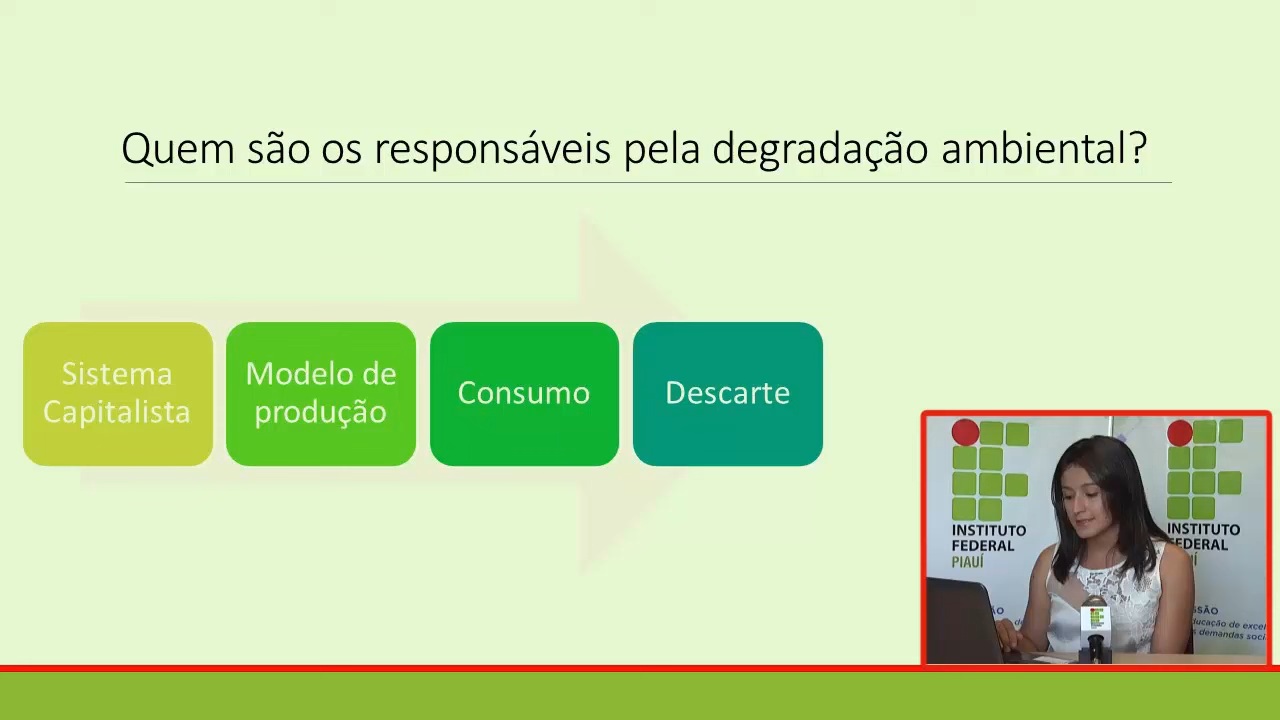 Quem são os responsáveis pela degradação ambiental?
Sistema
Capitalista
Modelo de
produção
Consumo
Descarte
INSTITUTO
FEDERAL
PIAUÍ
INSTITUTO
FEDERAL